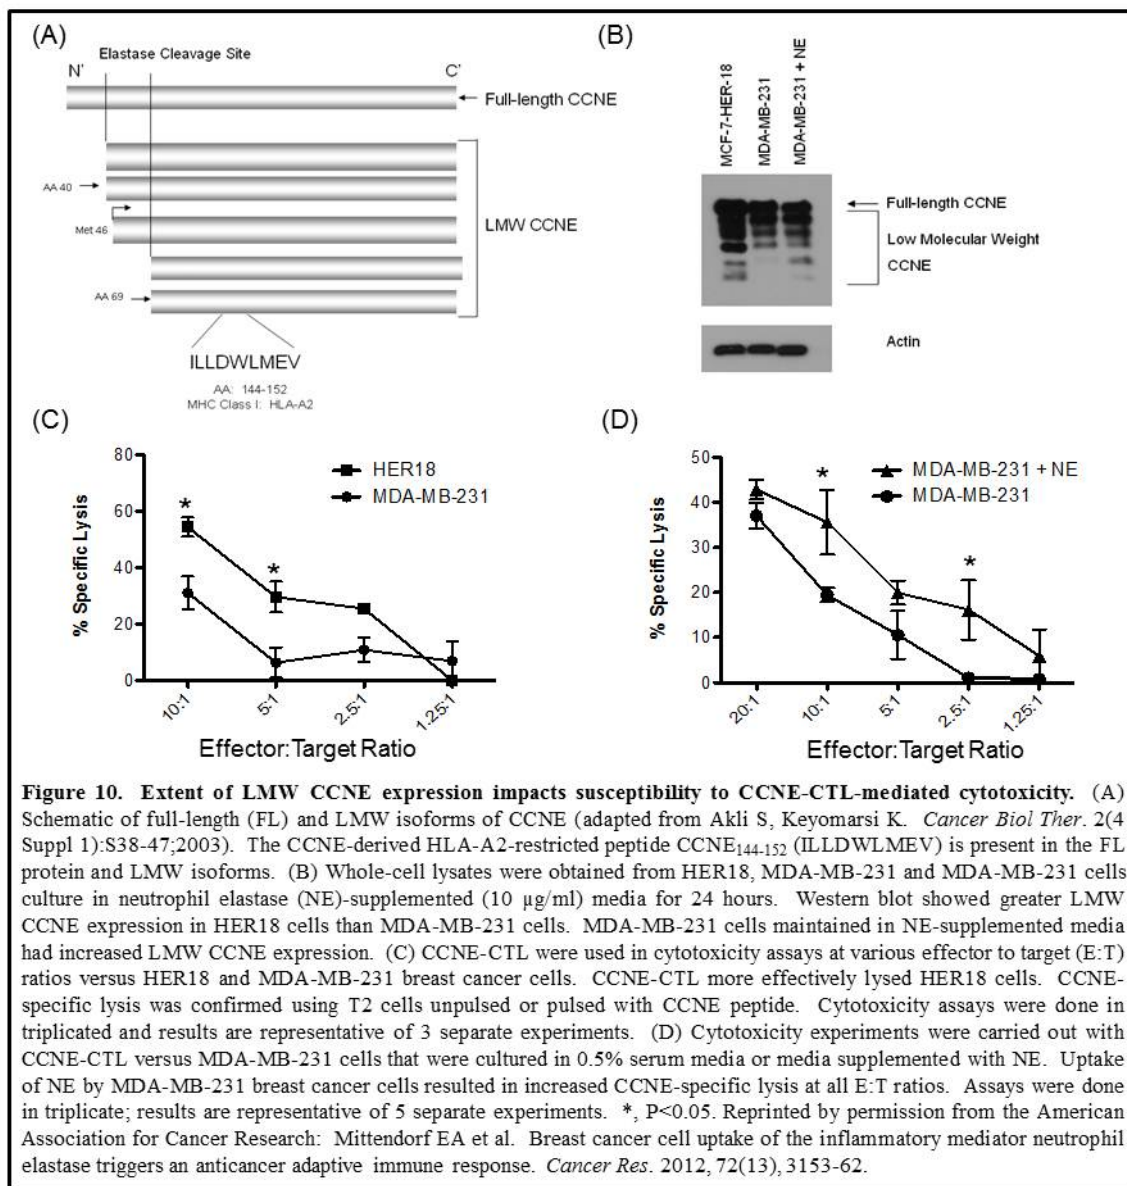 (A)
Elastase Cleavage Site
N'
C'
Full-length CCNE
AA 40
Met 46
LMW CCNE
AA 69
ILLDWLMEV
AA: 144-152
MHC Class I: HLA-A2
(B)
MCF-7-HER-18
MDA-MB-231
MDA-MB-231 + NE
Full-length CCNE
Low Molecular Weight
CCNE
Actin
(C)
80
60
40
20
0
% Specific Lysis
HER18
MDA-MB-231
*
*
10:1
5:1
2.5:1
1.25:1
Effector:Target Ratio
(D)
50
40
30
20
10
0
% Specific Lysis
MDA-MB-231 + NE
MDA-MB-231
*
*
20:1
10:1
5:1
2.5:1
1.25:1
Effector:Target Ratio
Figure 10. Extent of LMW CCNE expression impacts susceptibility to CCNE-CTL-mediated cytotoxicity. (A)
Schematic of full-length (FL) and LMW isoforms of CCNE (adapted from Akli S, Keyomarsi K. Cancer Biol Ther. 2(4
Suppl 1):S38-47;2003). The CCNE-derived HLA-A2-restricted peptide CCNE144-152 (ILLDWLMEV) is present in the FL
protein and LMW isoforms. (B) Whole-cell lysates were obtained from HER18, MDA-MB-231 and MDA-MB-231 cells
culture in neutrophil elastase (NE)-supplemented (10 µg/ml) media for 24 hours. Western blot showed greater LMW
CCNE expression in HER18 cells than MDA-MB-231 cells. MDA-MB-231 cells maintained in NE-supplemented media
had increased LMW CCNE expression. (C) CCNE-CTL were used in cytotoxicity assays at various effector to target (E:T)
ratios versus HER18 and MDA-MB-231 breast cancer cells. CCNE-CTL more effectively lysed HER18 cells. CCNE-
specific lysis was confirmed using T2 cells unpulsed or pulsed with CCNE peptide. Cytotoxicity assays were done in
triplicated and results are representative of 3 separate experiments. (D) Cytotoxicity experiments were carried out with
CCNE-CTL versus MDA-MB-231 cells that were cultured in 0.5% serum media or media supplemented with NE. Uptake
of NE by MDA-MB-231 breast cancer cells resulted in increased CCNE-specific lysis at all E:T ratios. Assays were done
in triplicate; results are representative of 5 separate experiments. *, P<0.05. Reprinted by permission from the American
Association for Cancer Research: Mittendorf EA et al. Breast cancer cell uptake of the inflammatory mediator neutrophil
elastase triggers an anticancer adaptive immune response. Cancer Res. 2012, 72(13), 3153-62.